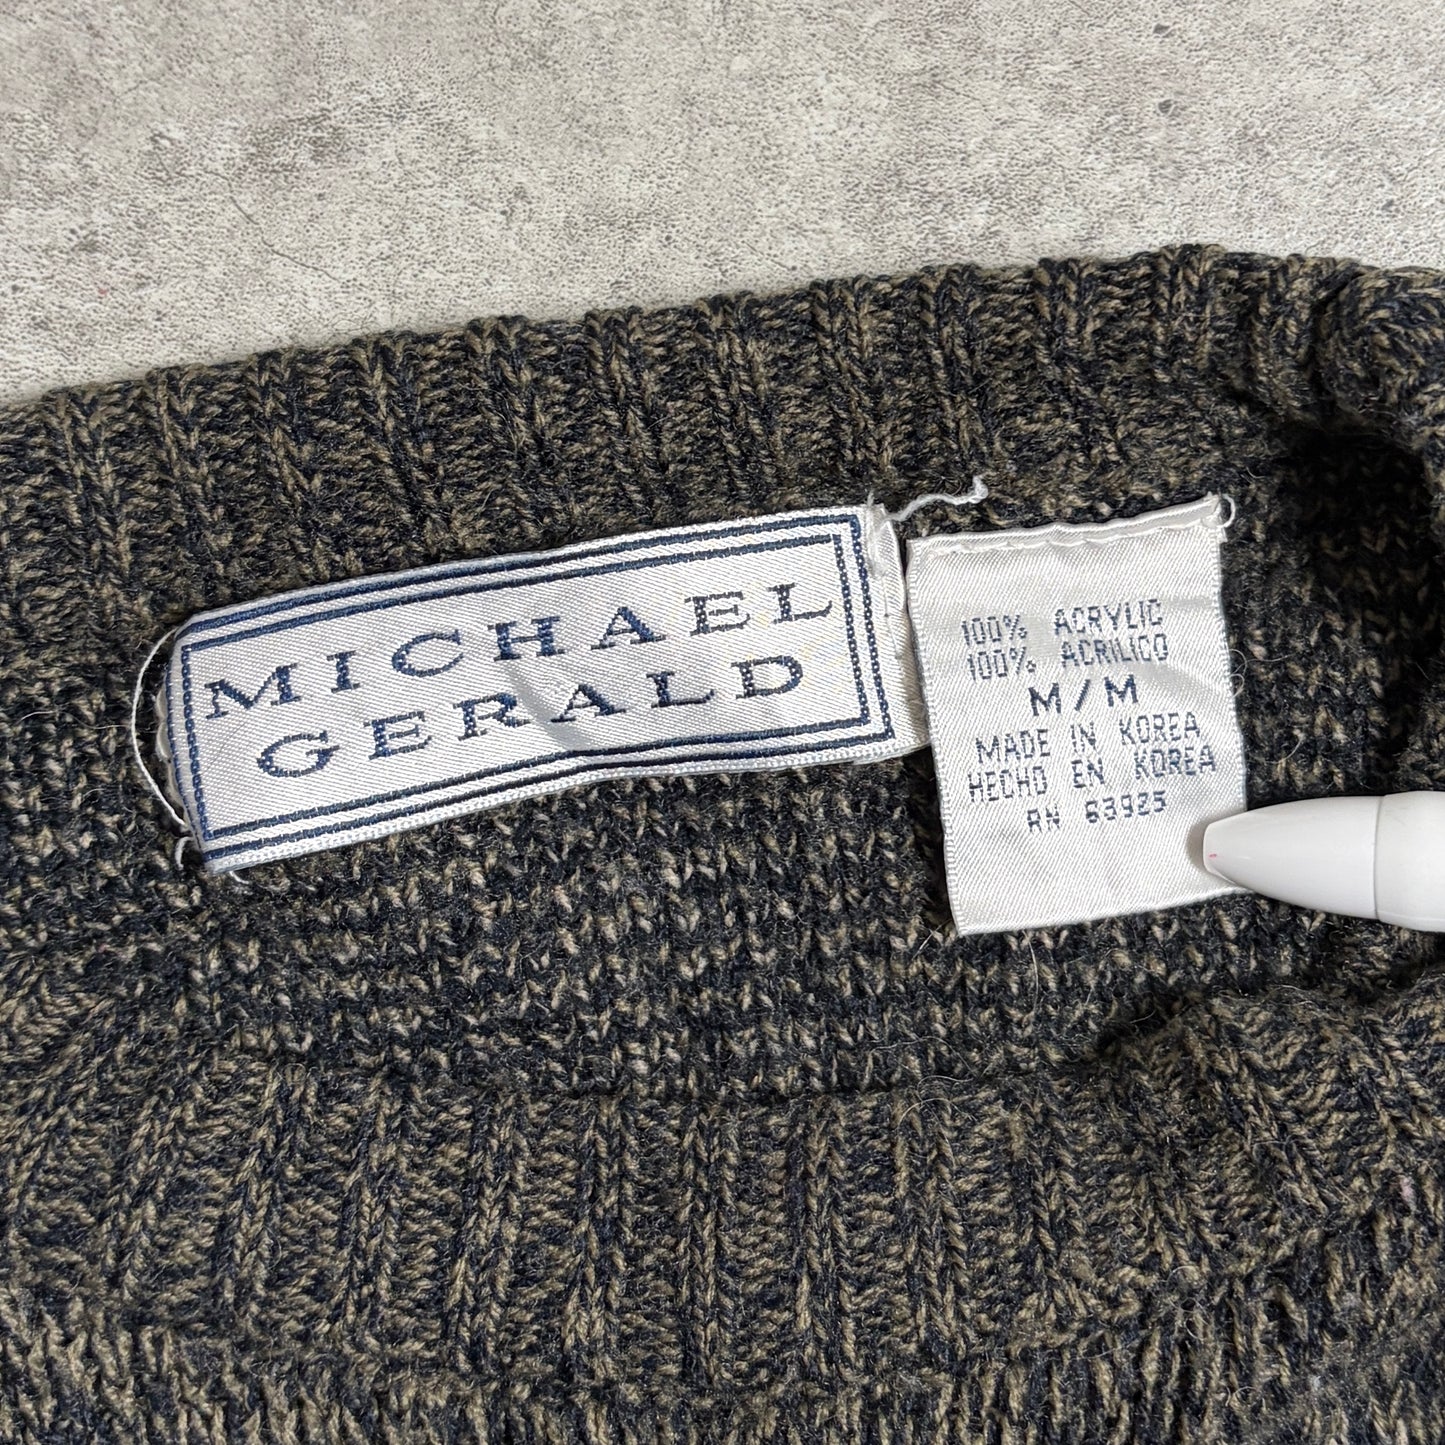 MICHAEL
GERALD
100% ACRYLIC
100% ACRILICO
M/M
MADE IN KOREA
HECHO EN KOREA
RN 63925